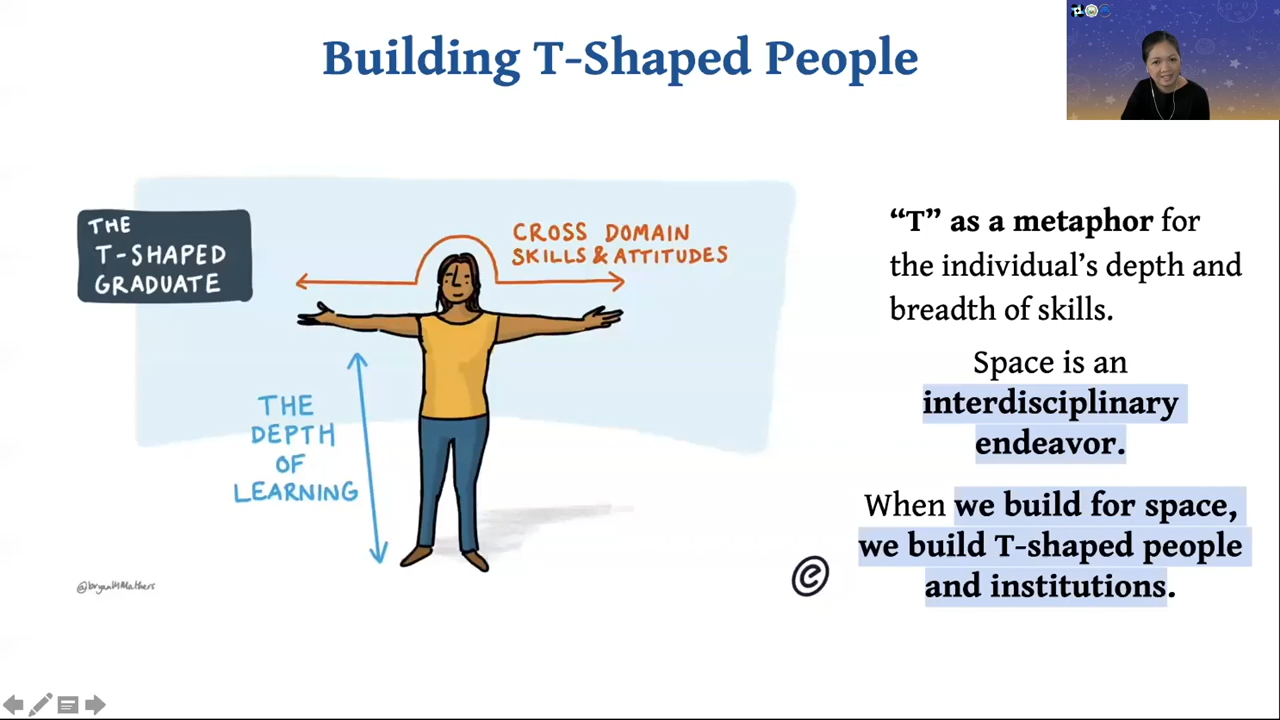 Building T-Shaped People
THE
T-SHAPED
GRADUATE
CROSS DOMAIN
SKILLS & ATTITUDES
THE
DEPTH
OF
LEARNING
@bryanMMathers
“T” as a metaphor for
the individual’s depth and
breadth of skills.
Space is an
interdisciplinary
endeavor.
When we build for space,
we build T-shaped people
and institutions.